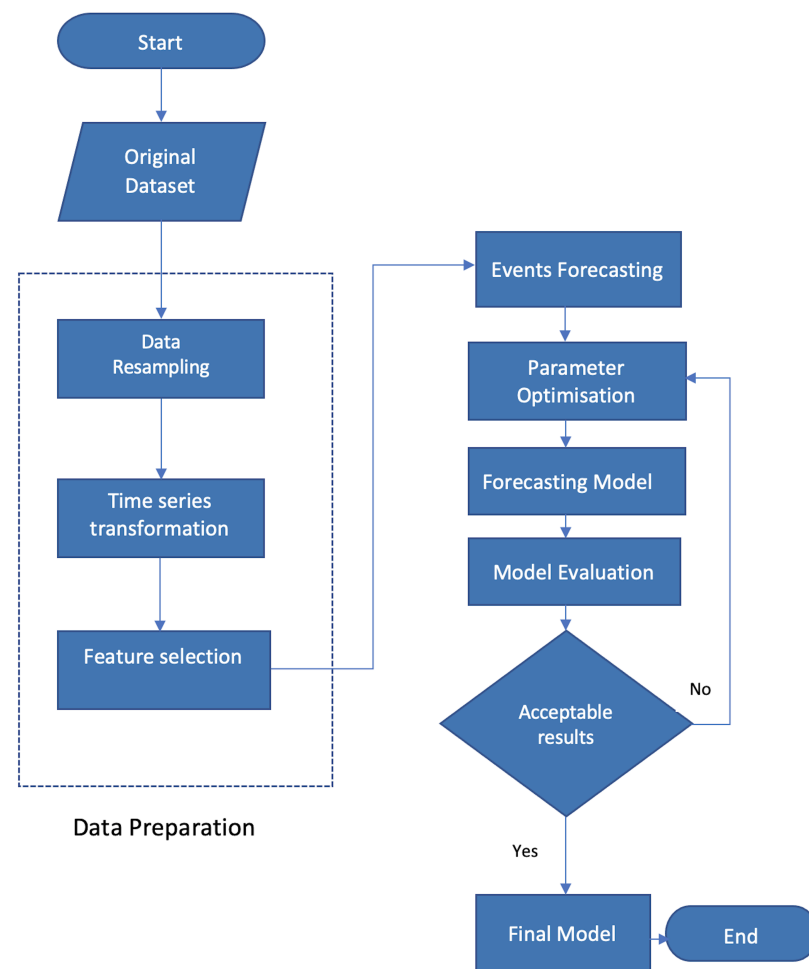 Start
Original
Dataset
Data
Resampling
Time series
transformation
Feature selection
Data Preparation
Events Forecasting
Parameter
Optimisation
Forecasting Model
Model Evaluation
Acceptable
results
No
Yes
Final Model
End